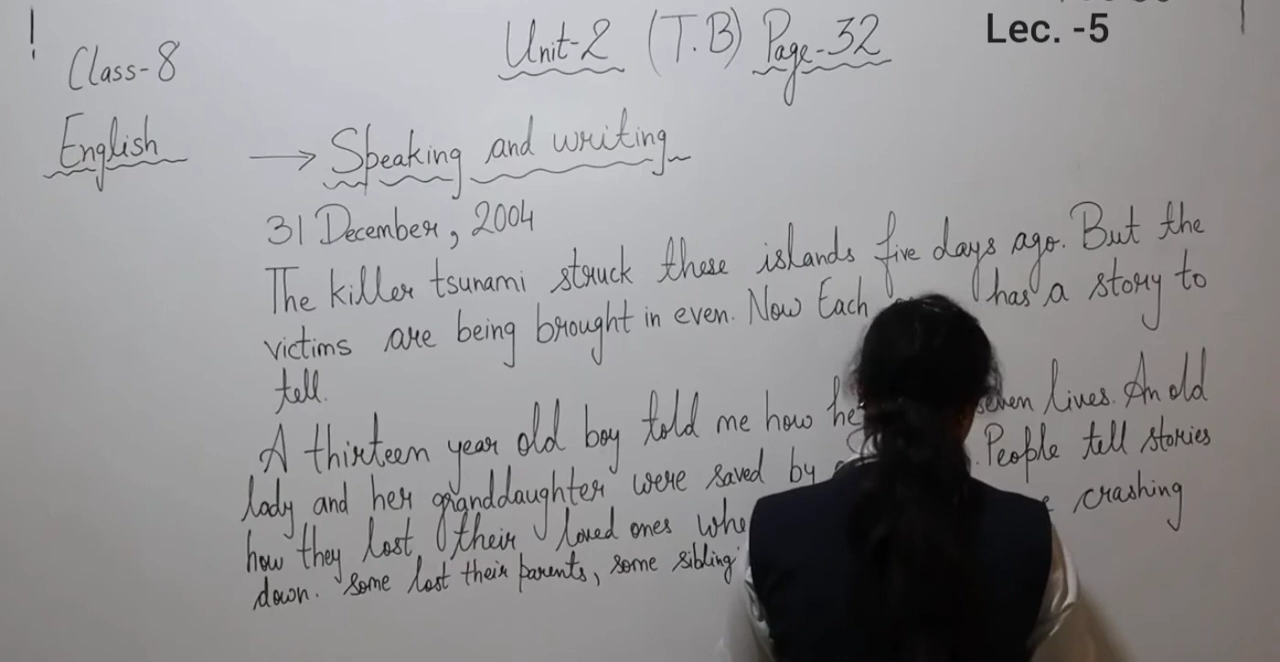 Class-8
Unit-2 (T.B) Page-32
Lec. -5
English
→ Speaking and writing
31 December, 2004
The killer tsunami struck these islands five days ago. But the
victims are being brought in even. Now Each has a story to
tell.
A thirteen year old boy told me how he seven lives. An old
lady and her granddaughter were saved by . People tell stories
how they lost their loved ones crashing
down. Some lost their parents, some sibling